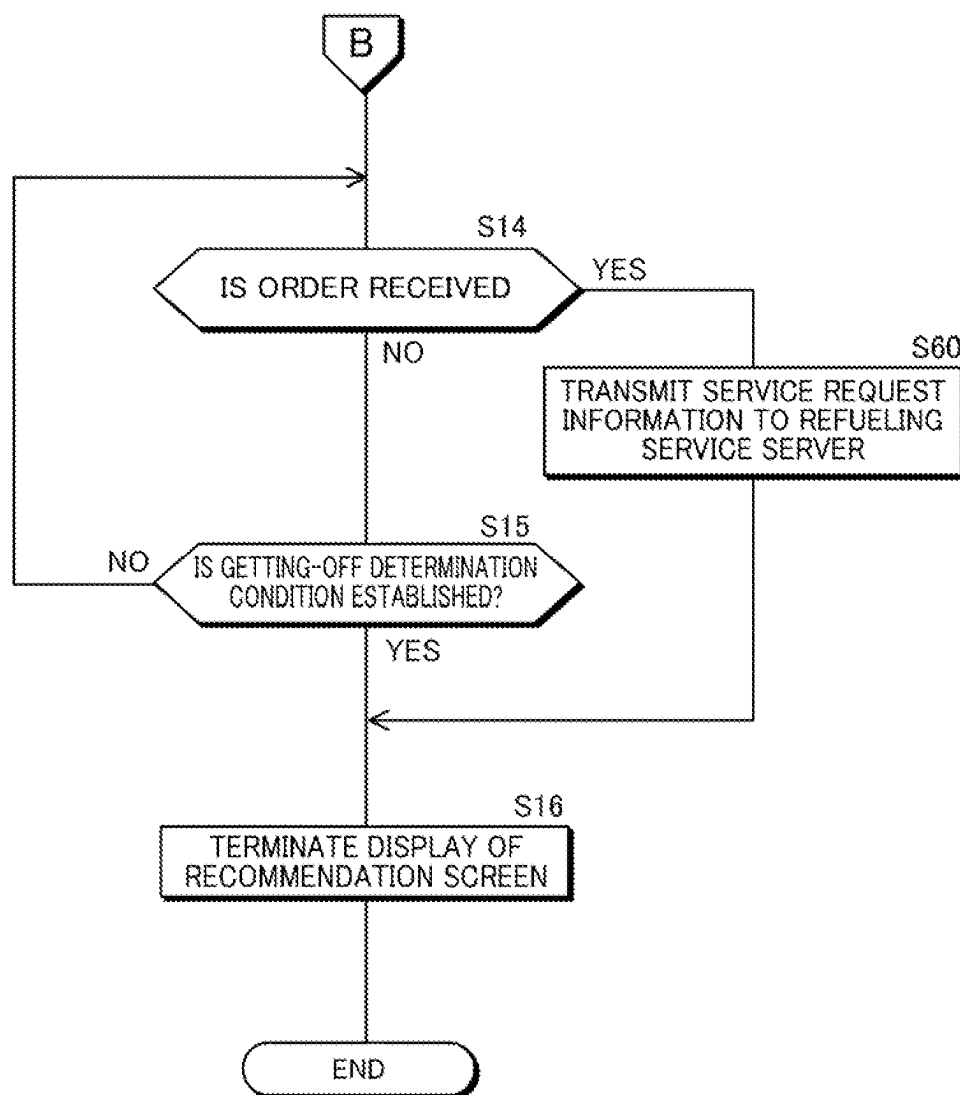 B
S14
IS ORDER RECEIVED
YES
NO
S60
TRANSMIT SERVICE REQUEST
INFORMATION TO REFUELING
SERVICE SERVER
S15
NO
IS GETTING-OFF DETERMINATION
CONDITION ESTABLISHED?
YES
S16
TERMINATE DISPLAY OF
RECOMMENDATION SCREEN
END